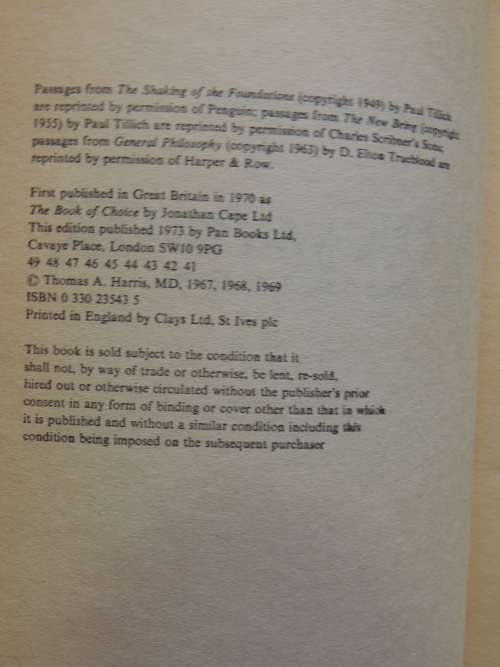 Passages from The Shaking of the Foundations (copyright 1949) by Paul Tillich
are reprinted by permission of Penguin; passages from The New Being (copyright
1955) by Paul Tillich are reprinted by permission of Charles Scribner's Sons;
passages from General Philosophy (copyright 1963) by D. Elton Trueblood are
reprinted by permission of Harper & Row.
First published in Great Britain in 1970 as
The Book of Choice by Jonathan Cape Ltd
This edition published 1973 by Pan Books Ltd,
Cavaye Place, London SW10 9PG
49 48 47 46 45 44 43 42 41
© Thomas A. Harris, MD, 1967, 1968, 1969
ISBN 0 330 23543 5
Printed in England by Clays Ltd, St Ives plc
This book is sold subject to the condition that it
shall not, by way of trade or otherwise, be lent, re-sold,
hired out or otherwise circulated without the publisher's prior
consent in any form of binding or cover other than that in which
it is published and without a similar condition including this
condition being imposed on the subsequent purchaser